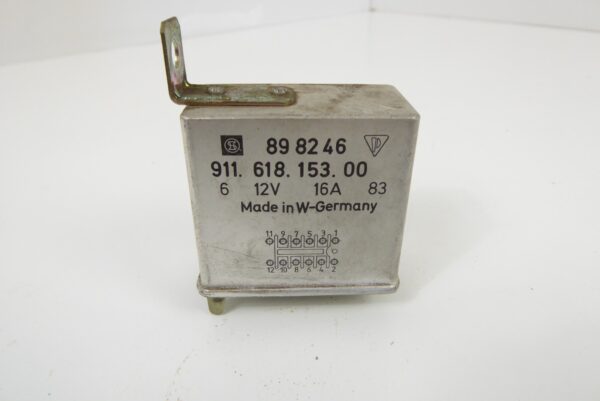 89 82 46
911. 618. 153. 00
6 12V 16A 83
Made in W-Germany
11 9 7 5 3 1
12 10 8 6 4 2